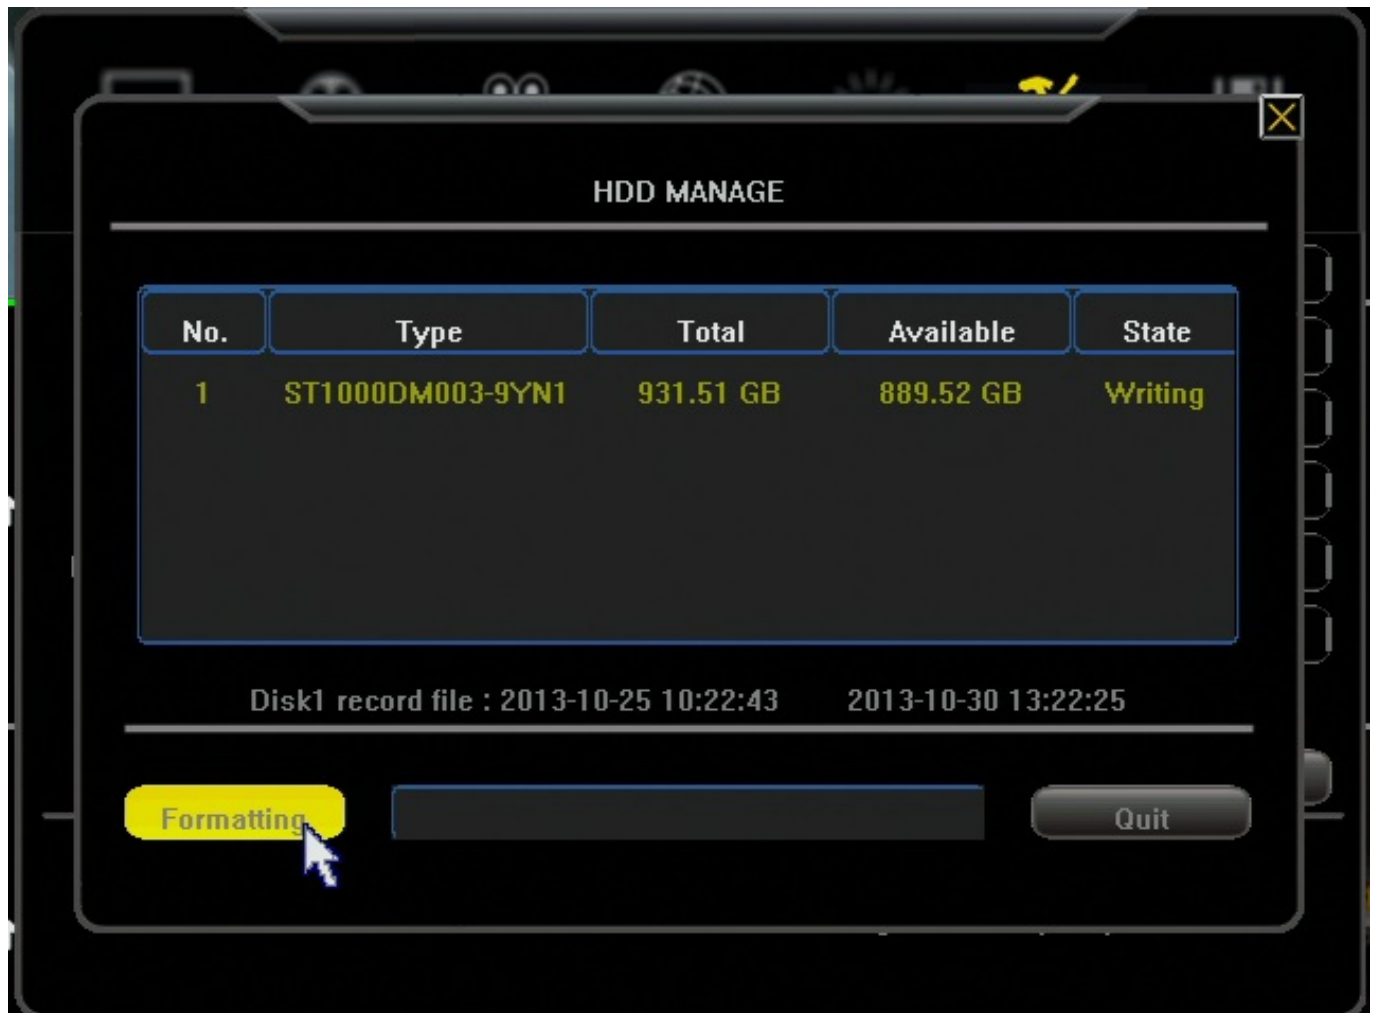 HDD MANAGE
No. Type Total Available State
1 ST1000DM003-9YN1 931.51 GB 889.52 GB Writing
Disk1 record file : 2013-10-25 10:22:43 2013-10-30 13:22:25
Formatting Quit